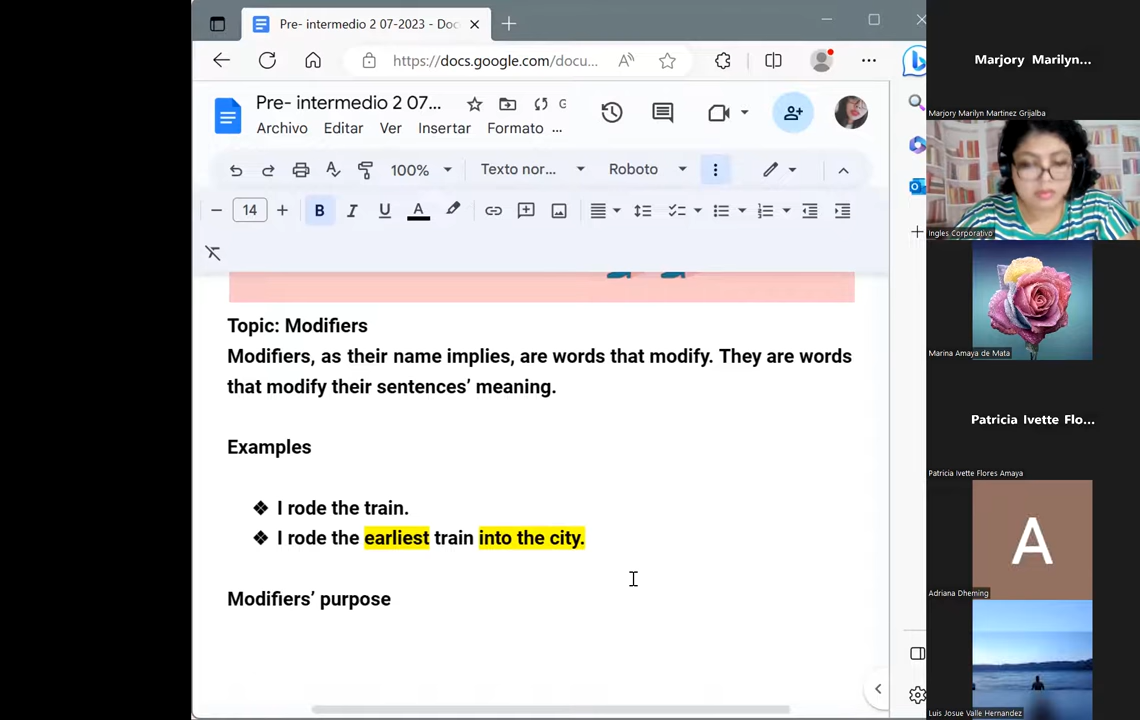 Pre- intermedio 2 07-2023 - Doc
https://docs.google.com/docu...
Pre- intermedio 2 07...
Archivo Editar Ver Insertar Formato ...
100% Texto nor... Roboto
14 B I U A
Topic: Modifiers
Modifiers, as their name implies, are words that modify. They are words
that modify their sentences’ meaning.
Examples
❖ I rode the train.
❖ I rode the earliest train into the city.
Modifiers’ purpose
Marjory Marilyn...
Marjory Marilyn Martinez Grijalba
Ingles Corporativo
Marina Amaya de Mata
Patricia Ivette Flo...
Patricia Ivette Flores Amaya
A
Adriana Dheming
Luis Josue Valle Hernandez